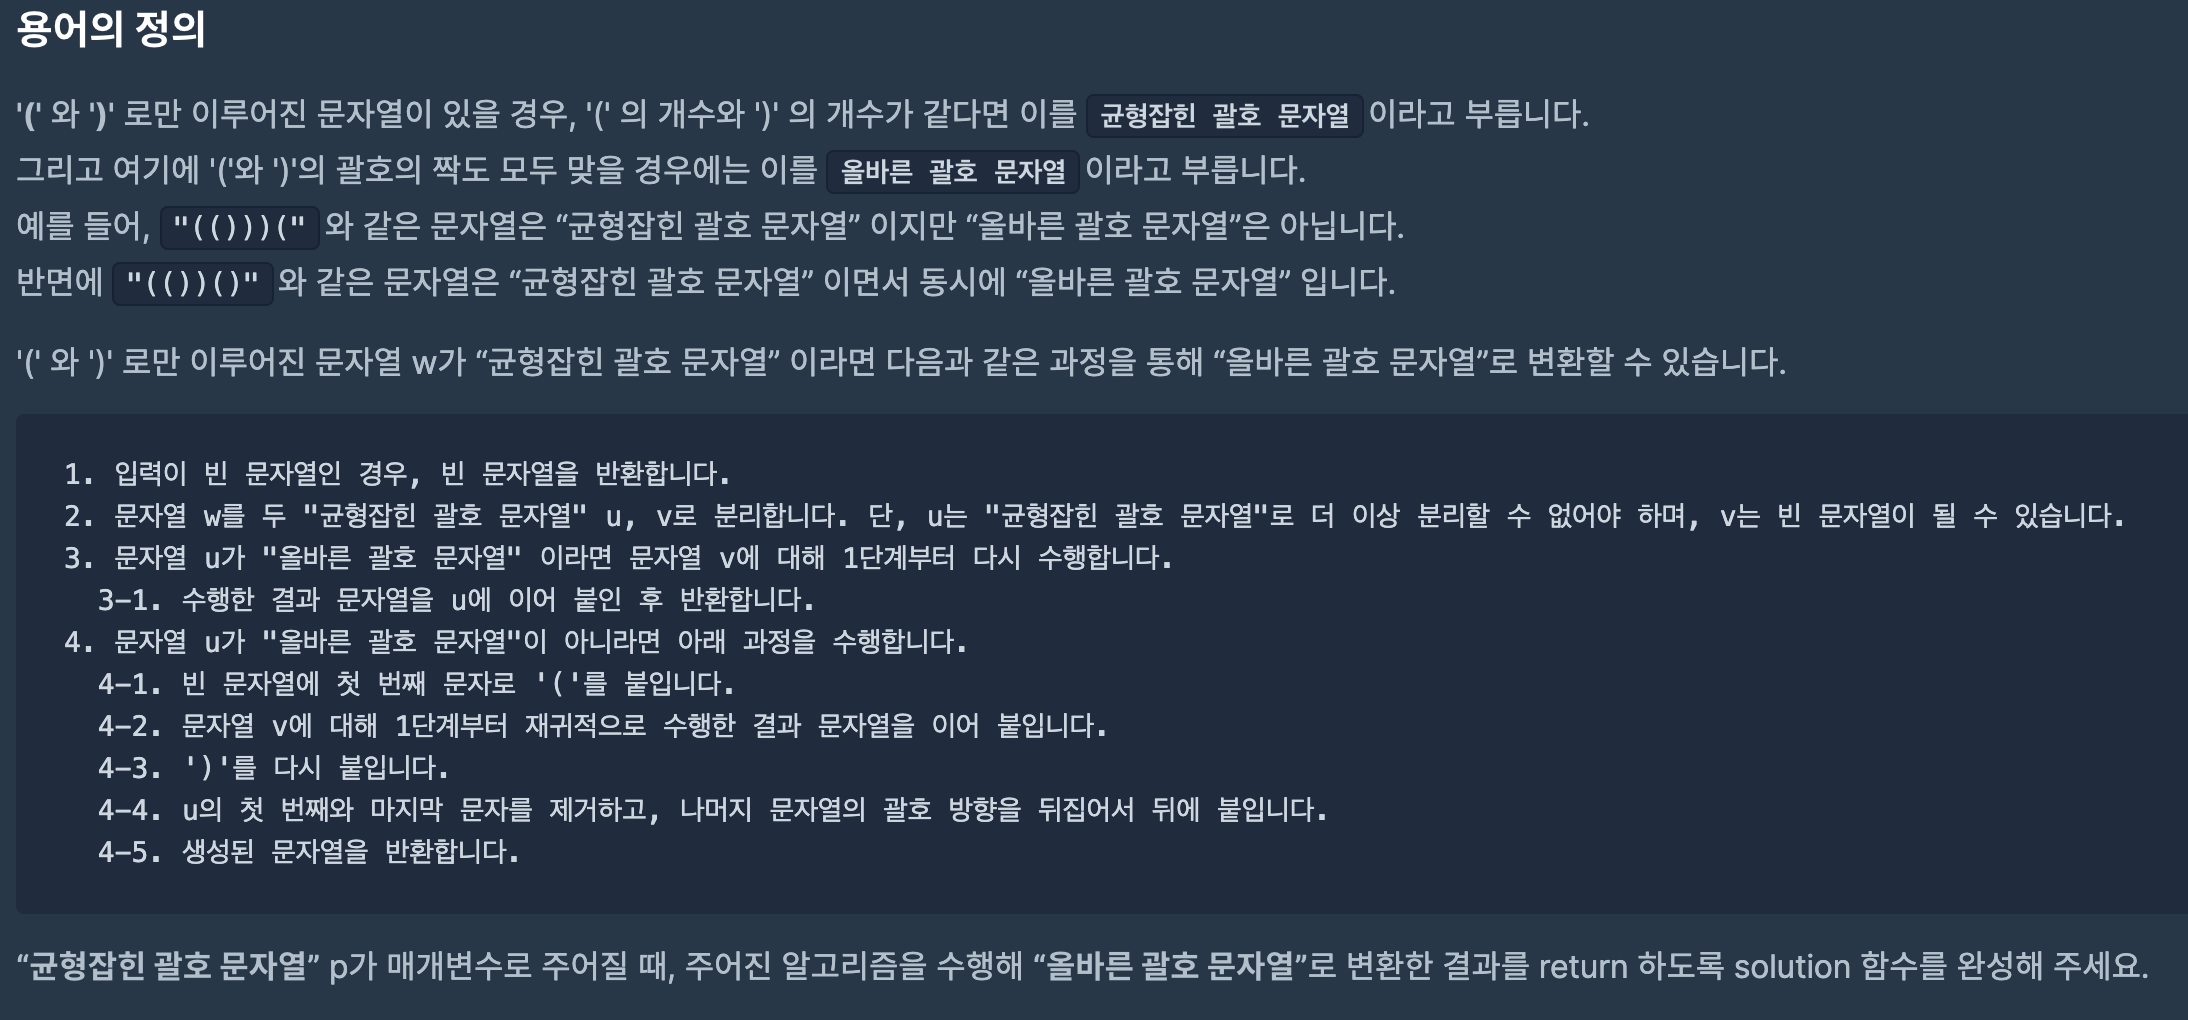 용어의 정의
'(' 와 ')' 로만 이루어진 문자열이 있을 경우, '(' 의 개수와 ')' 의 개수가 같다면 이를 균형잡힌 괄호 문자열 이라고 부릅니다.
그리고 여기에 '('와 ')'의 괄호의 짝도 모두 맞을 경우에는 이를 올바른 괄호 문자열 이라고 부릅니다.
예를 들어, "(()))(" 와 같은 문자열은 “균형잡힌 괄호 문자열” 이지만 “올바른 괄호 문자열”은 아닙니다.
반면에 "(())()" 와 같은 문자열은 “균형잡힌 괄호 문자열” 이면서 동시에 “올바른 괄호 문자열” 입니다.
'(' 와 ')' 로만 이루어진 문자열 w가 “균형잡힌 괄호 문자열” 이라면 다음과 같은 과정을 통해 “올바른 괄호 문자열”로 변환할 수 있습니다.
1. 입력이 빈 문자열인 경우, 빈 문자열을 반환합니다.
2. 문자열 w를 두 "균형잡힌 괄호 문자열" u, v로 분리합니다. 단, u는 "균형잡힌 괄호 문자열"로 더 이상 분리할 수 없어야 하며, v는 빈 문자열이 될 수 있습니다.
3. 문자열 u가 "올바른 괄호 문자열" 이라면 문자열 v에 대해 1단계부터 다시 수행합니다.
3-1. 수행한 결과 문자열을 u에 이어 붙인 후 반환합니다.
4. 문자열 u가 "올바른 괄호 문자열"이 아니라면 아래 과정을 수행합니다.
4-1. 빈 문자열에 첫 번째 문자로 '('를 붙입니다.
4-2. 문자열 v에 대해 1단계부터 재귀적으로 수행한 결과 문자열을 이어 붙입니다.
4-3. ')'를 다시 붙입니다.
4-4. u의 첫 번째와 마지막 문자를 제거하고, 나머지 문자열의 괄호 방향을 뒤집어서 뒤에 붙입니다.
4-5. 생성된 문자열을 반환합니다.
“균형잡힌 괄호 문자열” p가 매개변수로 주어질 때, 주어진 알고리즘을 수행해 “올바른 괄호 문자열”로 변환한 결과를 return 하도록 solution 함수를 완성해 주세요.